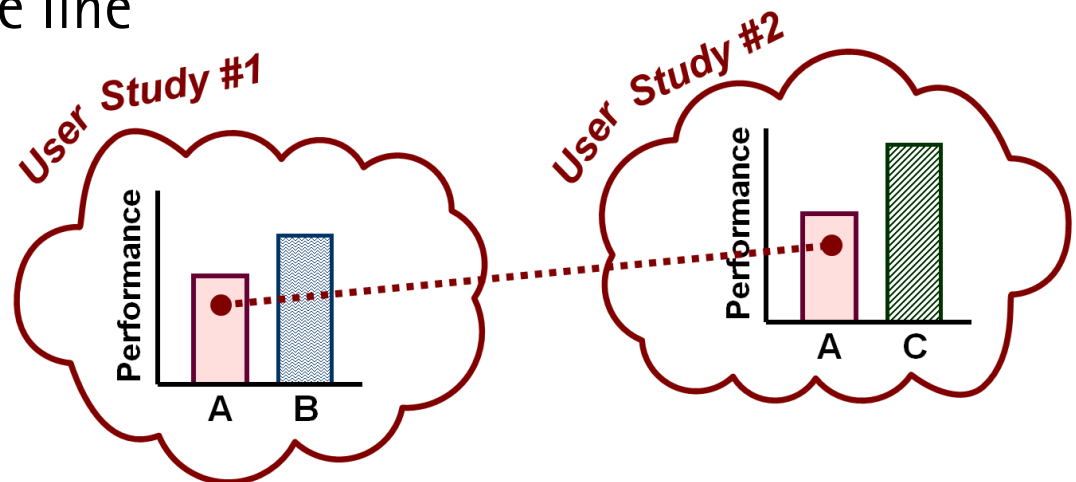 e line
User Study #1
Performance
A B
User Study #2
Performance
A C